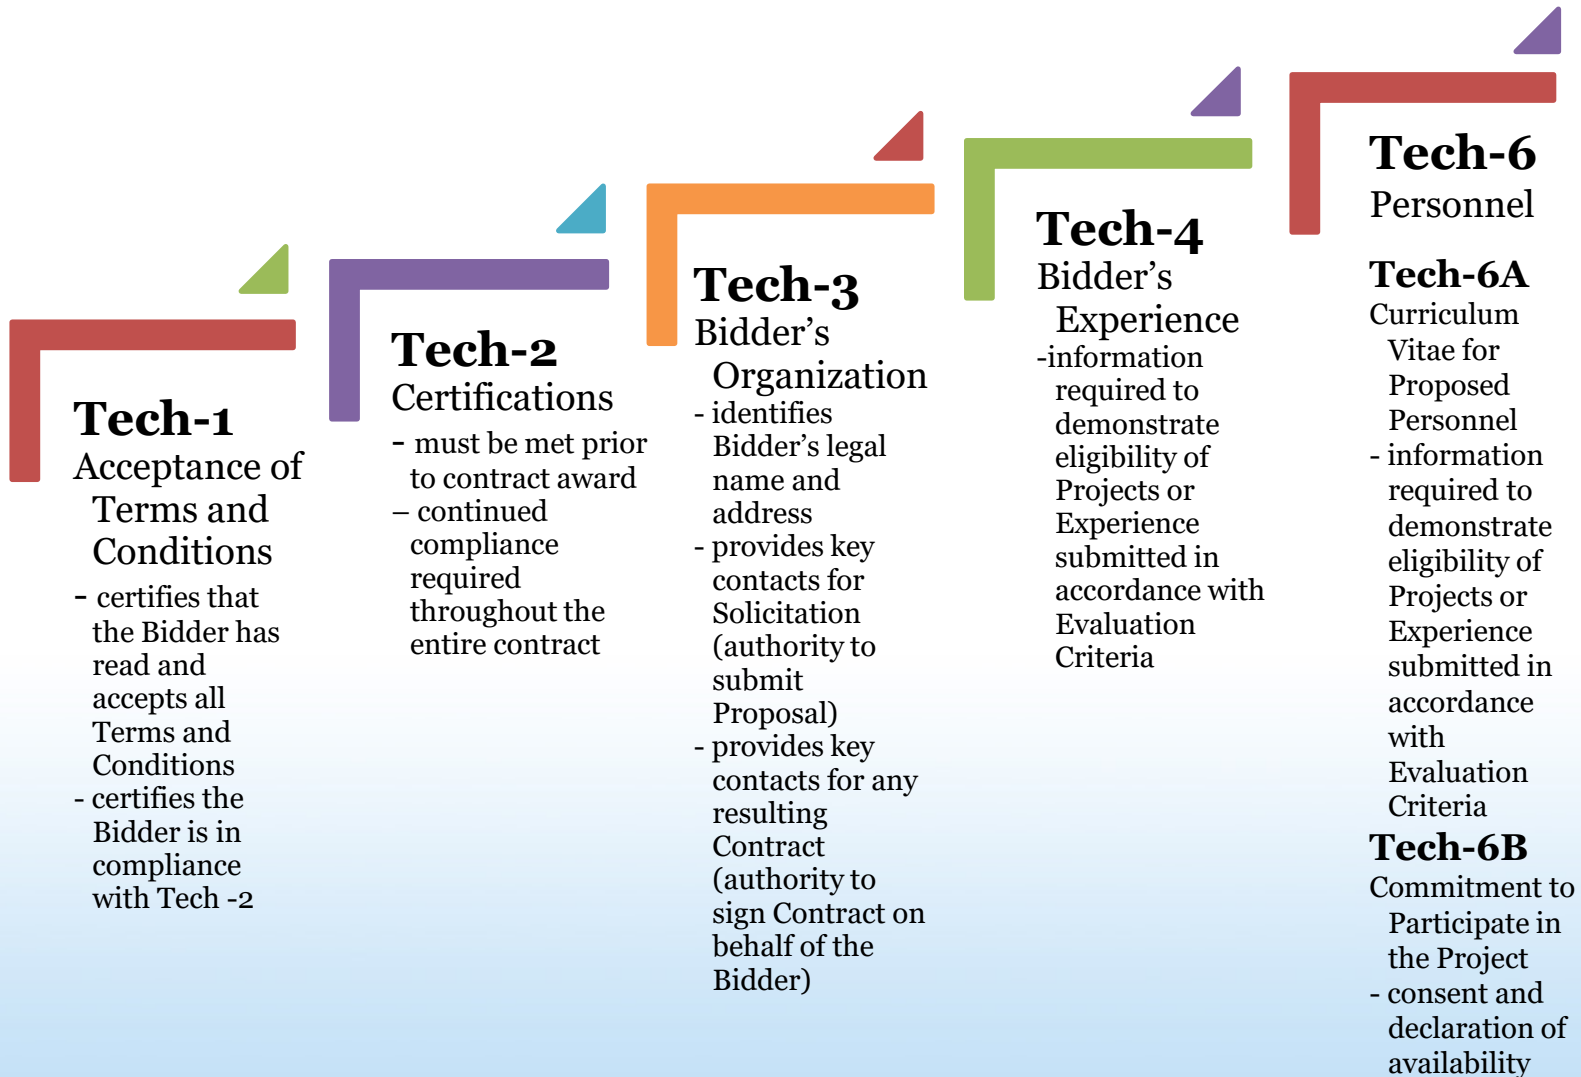 Tech-1
Acceptance of
Terms and
Conditions
- certifies that
the Bidder has
read and
accepts all
Terms and
Conditions
- certifies the
Bidder is in
compliance
with Tech -2
Tech-2
Certifications
- must be met prior
to contract award
– continued
compliance
required
throughout the
entire contract
Tech-3
Bidder’s
Organization
- identifies
Bidder’s legal
name and
address
- provides key
contacts for
Solicitation
(authority to
submit
Proposal)
- provides key
contacts for any
resulting
Contract
(authority to
sign Contract on
behalf of the
Bidder)
Tech-4
Bidder’s
Experience
-information
required to
demonstrate
eligibility of
Projects or
Experience
submitted in
accordance with
Evaluation
Criteria
Tech-6
Personnel
Tech-6A
Curriculum
Vitae for
Proposed
Personnel
- information
required to
demonstrate
eligibility of
Projects or
Experience
submitted in
accordance
with
Evaluation
Criteria
Tech-6B
Commitment to
Participate in
the Project
- consent and
declaration of
availability